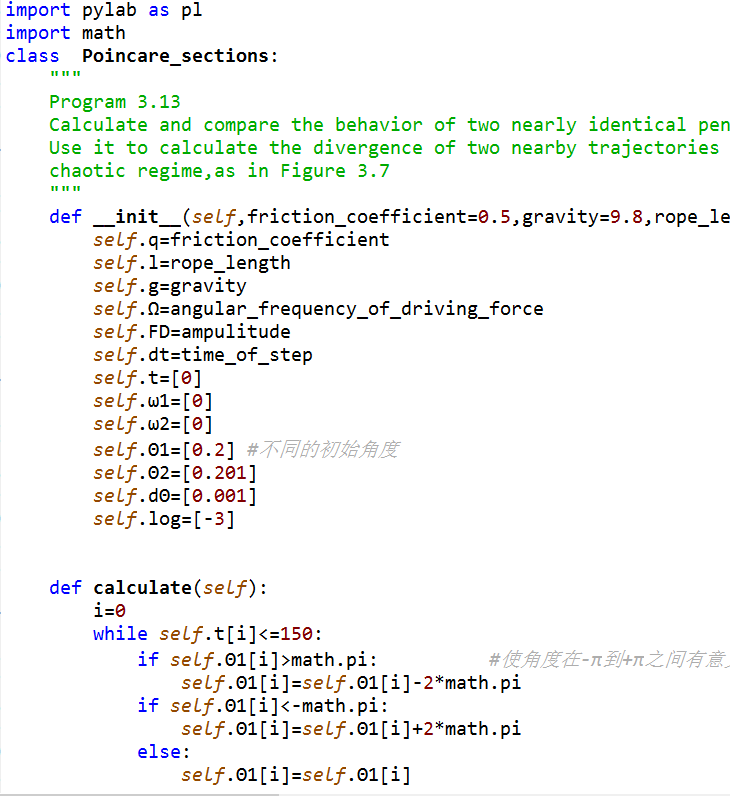 import pylab as pl
import math
class  Poincare_sections:
    """
    Program 3.13
    Calculate and compare the behavior of two nearly identical pen
    Use it to calculate the divergence of two nearby trajectories
    chaotic regime,as in Figure 3.7
    """
    def __init__(self,friction_coefficient=0.5,gravity=9.8,rope_le
        self.q=friction_coefficient
        self.l=rope_length
        self.g=gravity
        self.Ω=angular_frequency_of_driving_force
        self.FD=ampulitude
        self.dt=time_of_step
        self.t=[0]
        self.ω1=[0]
        self.ω2=[0]
        self.Θ1=[0.2] #不同的初始角度
        self.Θ2=[0.201]
        self.dΘ=[0.001]
        self.log=[-3]
    def calculate(self):
        i=0
        while self.t[i]<=150:
            if self.Θ1[i]>math.pi:          #使角度在-π到+π之间有意
                self.Θ1[i]=self.Θ1[i]-2*math.pi
            if self.Θ1[i]<-math.pi:
                self.Θ1[i]=self.Θ1[i]+2*math.pi
            else:
                self.Θ1[i]=self.Θ1[i]